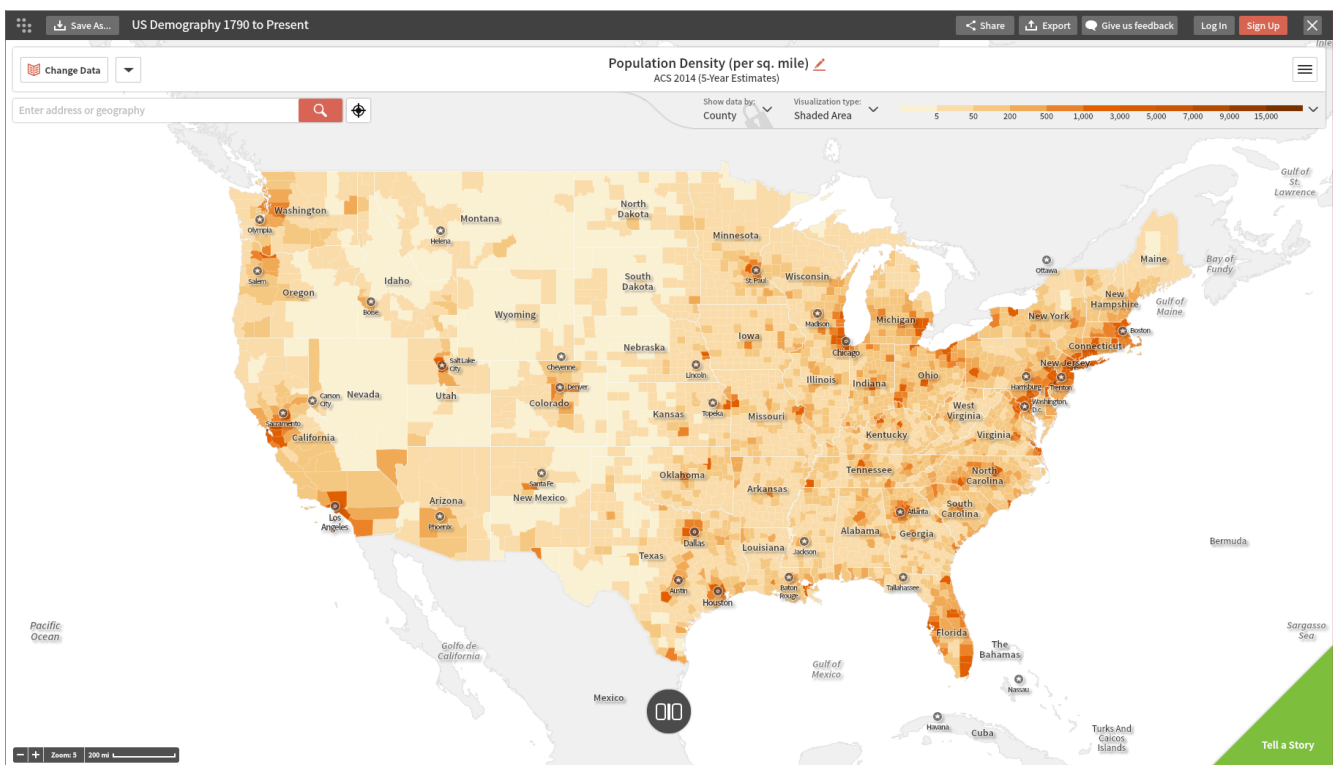 Save As...
US Demography 1790 to Present
Share
Export
Give us feedback
Log In
Sign Up
Change Data
Population Density (per sq. mile)
ACS 2014 (5-Year Estimates)
Enter address or geography
Show data by:
County
Visualization type:
Shaded Area
5 50 200 500 1,000 3,000 5,000 7,000 9,000 15,000
Gulf of
St.
Lawrence
Washington
Olympia
Montana
Helena
North
Dakota
Minnesota
St. Paul
Wisconsin
Ottawa
Maine
Bay of
Fundy
Salem
Oregon
Idaho
Boise
South
Dakota
Wyoming
Madison
Michigan
New York
New
Hampshire
Gulf of
Maine
Boston
Connecticut
Iowa
Chicago
Nebraska
Lincoln
Cheyenne
Salt Lake
City
Nevada
Carson
City
Utah
Denver
Colorado
Illinois
Indiana
Ohio
New Jersey
Harrisburg
Trenton
Washington,
D.c.
Sacramento
California
Kansas
Topeka
Missouri
West
Virginia
Kentucky
Virginia
Oklahoma
Arkansas
Tennessee
North
Carolina
Santa Fe
New Mexico
Arizona
Phoenix
Los
Angeles
South
Carolina
Atlanta
Alabama
Georgia
Dallas
Texas
Louisiana
Jackson
Bermuda
Austin
Houston
Baton
Rouge
Tallahassee
Florida
The
Bahamas
Nassau
Pacific
Ocean
Golfo de
California
Gulf of
Mexico
Sargasso
Sea
Mexico
Havana
Cuba
Turks And
Caicos
Islands
Tell a Story
Zoom: 5
200 mi